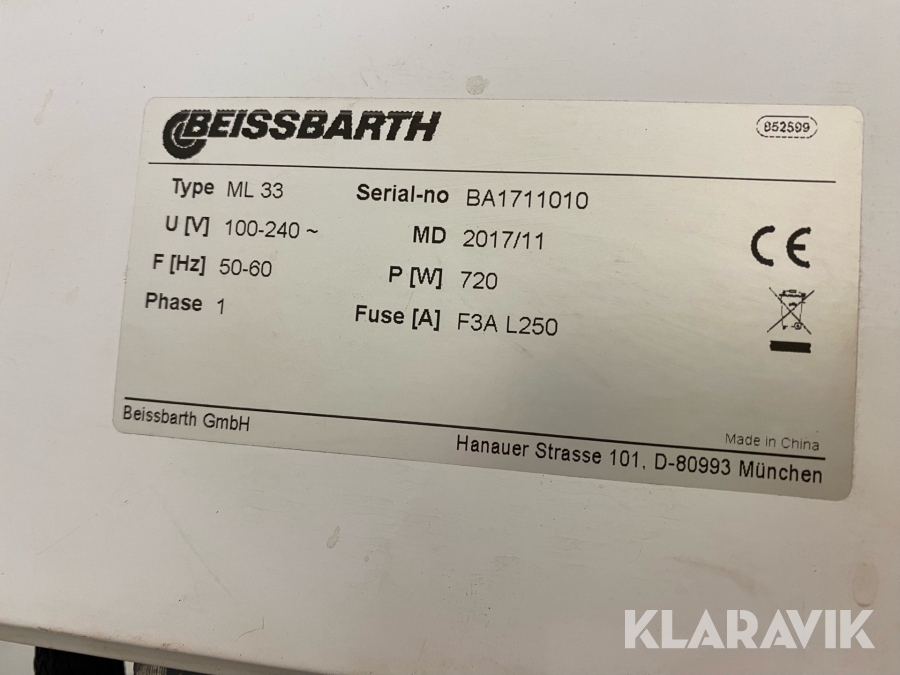 BEISSBARTH
852599
Type ML 33
Serial-no BA1711010
U [V] 100-240 ~
MD 2017/11
F [Hz] 50-60
P [W] 720
Phase 1
Fuse [A] F3A L250
CE
Beissbarth GmbH
Made in China
Hanauer Strasse 101, D-80993 München
KLARAVIK